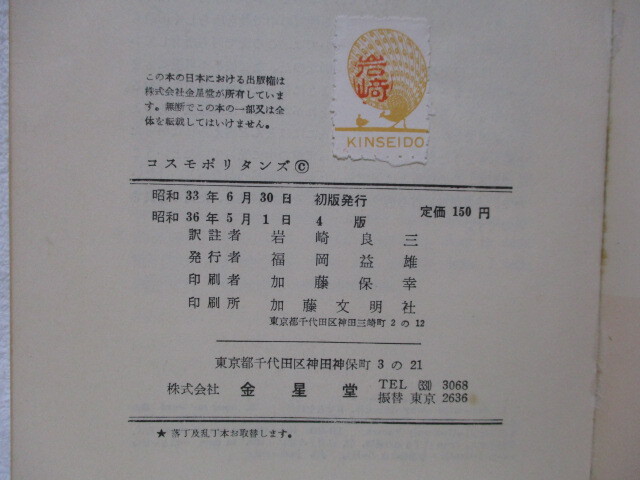 この本の日本における出版権は
株式会社金星堂が所有していま
す。無断でこの本の一部又は全
体を転載してはいけません。
岩
崎
KINSEIDO
コスモポリタンズ©
昭和 33 年 6 月 30 日 初版発行
昭和 36 年 5 月 1 日 4 版
定価 150 円
訳註者 岩崎良三
発行者 福岡益雄
印刷者 加藤保幸
印刷所 加藤文明社
東京都千代田区神田三崎町 2 の 12
東京都千代田区神田神保町 3 の 21
株式会社 金星堂
TEL (331) 3068
振替 東京 2636
★ 落丁及乱丁本お取替します。